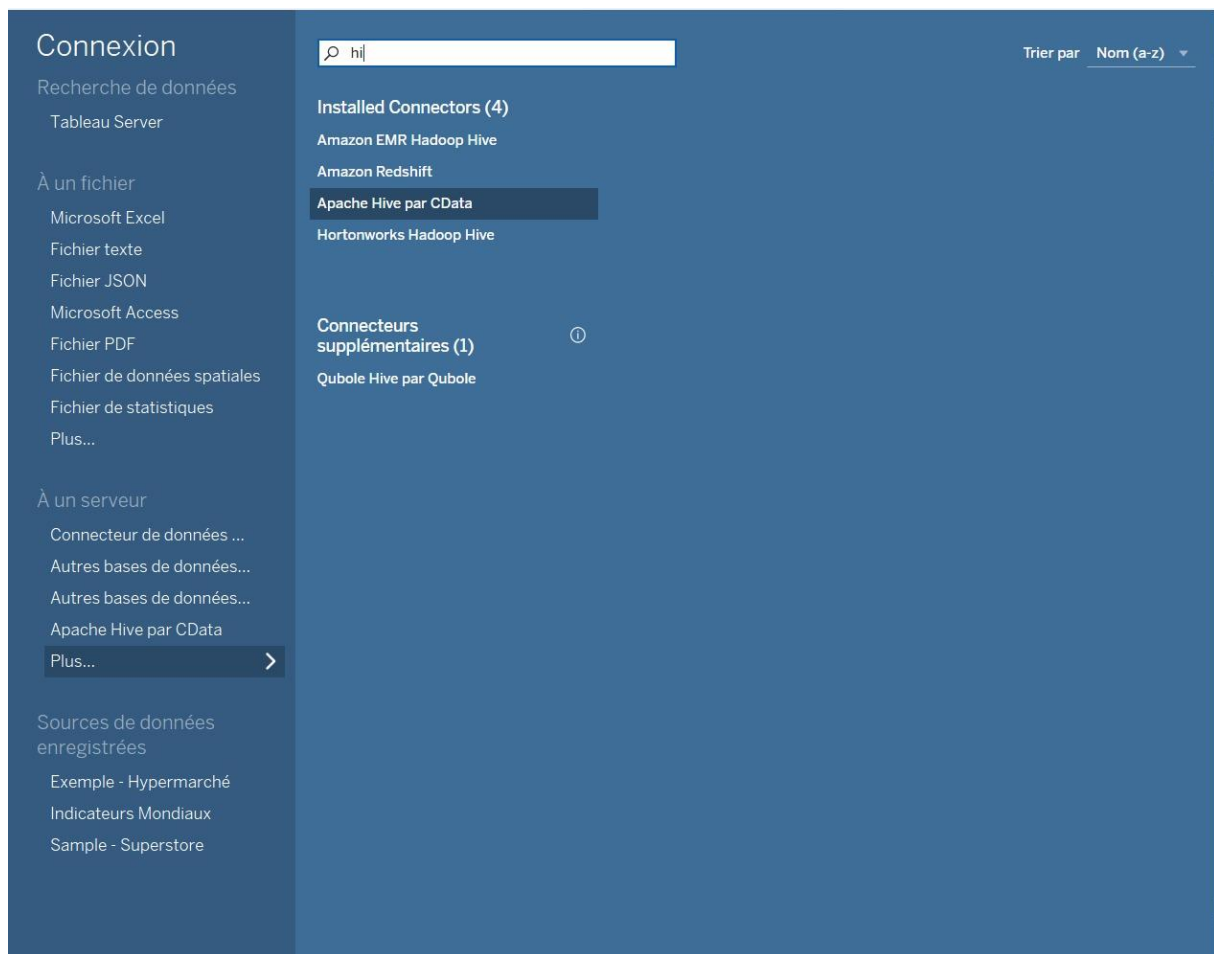 Connexion
Recherche de données
Tableau Server
À un fichier
Microsoft Excel
Fichier texte
Fichier JSON
Microsoft Access
Fichier PDF
Fichier de données spatiales
Fichier de statistiques
Plus...
À un serveur
Connecteur de données ...
Autres bases de données...
Autres bases de données...
Apache Hive par CData
Plus...
Sources de données
enregistrées
Exemple - Hypermarché
Indicateurs Mondiaux
Sample - Superstore
hi
Trier par Nom (a-z)
Installed Connectors (4)
Amazon EMR Hadoop Hive
Amazon Redshift
Apache Hive par CData
Hortonworks Hadoop Hive
Connecteurs
supplémentaires (1)
Qubole Hive par Qubole